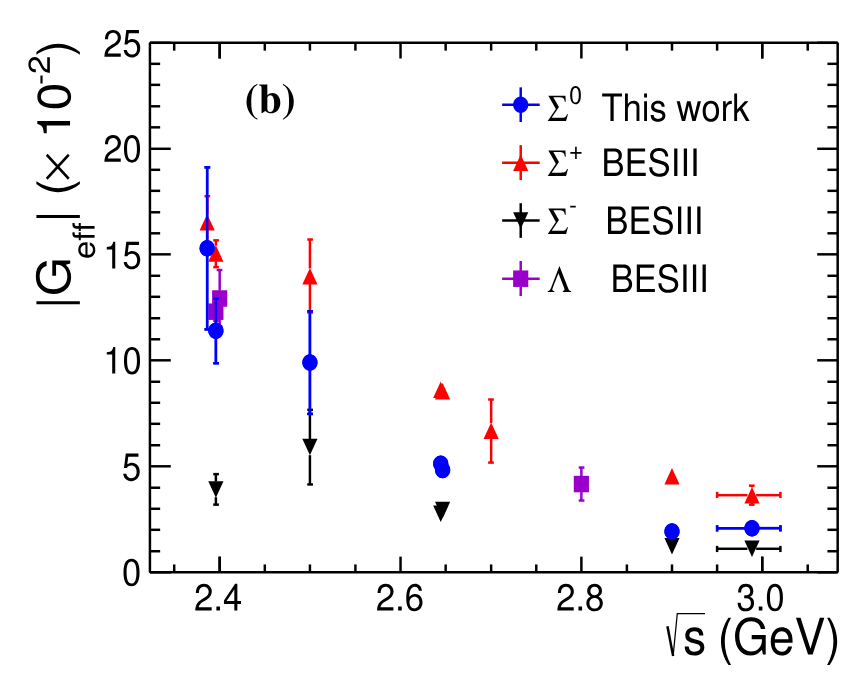 25
20
15
10
5
0
|G_eff| (× 10^-2)
(b)
Σ^0 This work
Σ^+ BESIII
Σ^- BESIII
Λ BESIII
2.4 2.6 2.8 3.0
√s (GeV)